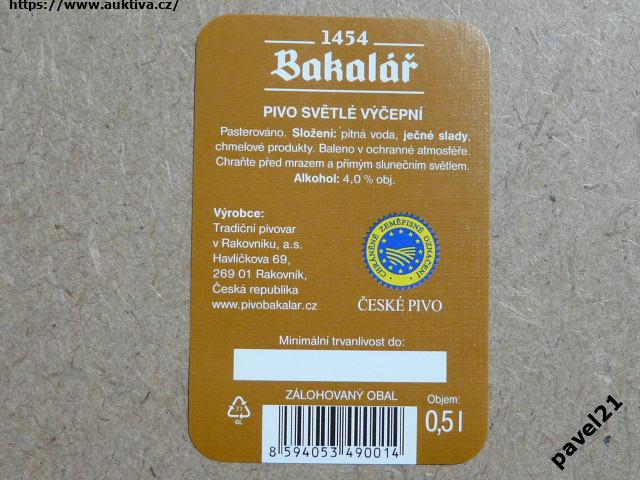 https://www.auktiva.cz/
1454
Bakalář
PIVO SVĚTLÉ VÝČEPNÍ
Pasterováno. Složení: pitná voda, ječné slady,
chmelové produkty. Baleno v ochranné atmosféře.
Chraňte před mrazem a přímým slunečním světlem.
Alkohol: 4,0 % obj.
Výrobce:
Tradiční pivovar
v Rakovníku, a.s.
Havlíčkova 69,
269 01 Rakovník,
Česká republika
www.pivobakalar.cz
CHRÁNĚNÉ ZEMĚPISNÉ OZNAČENÍ
ČESKÉ PIVO
Minimální trvanlivost do:
ZÁLOHOVANÝ OBAL
Objem:
0,5 l
71
GL
8 594053 490014
pavel21